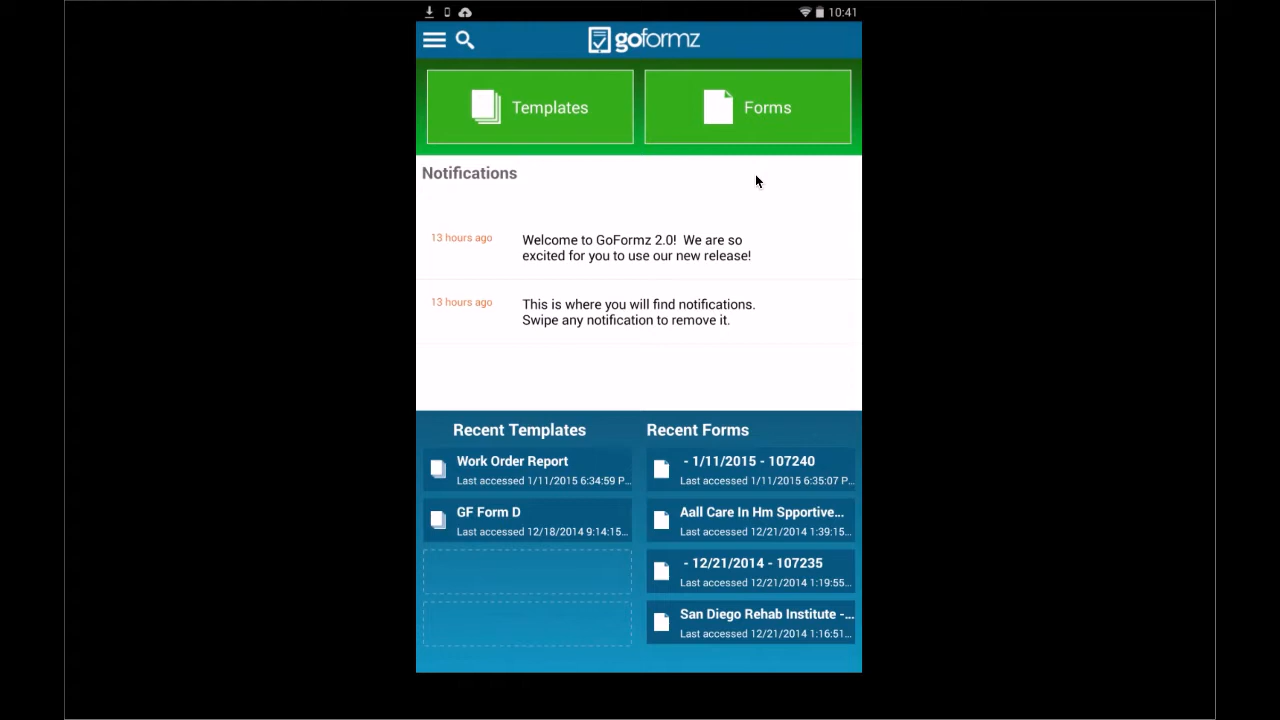 10:41
goformz
Templates
Forms
Notifications
13 hours ago
Welcome to GoFormz 2.0!  We are so
excited for you to use our new release!
13 hours ago
This is where you will find notifications.
Swipe any notification to remove it.
Recent Templates
Work Order Report
Last accessed 1/11/2015 6:34:59 P...
GF Form D
Last accessed 12/18/2014 9:14:15...
Recent Forms
- 1/11/2015 - 107240
Last accessed 1/11/2015 6:35:07 P...
Aall Care In Hm Spportive...
Last accessed 12/21/2014 1:39:15...
- 12/21/2014 - 107235
Last accessed 12/21/2014 1:19:55...
San Diego Rehab Institute -...
Last accessed 12/21/2014 1:16:51...